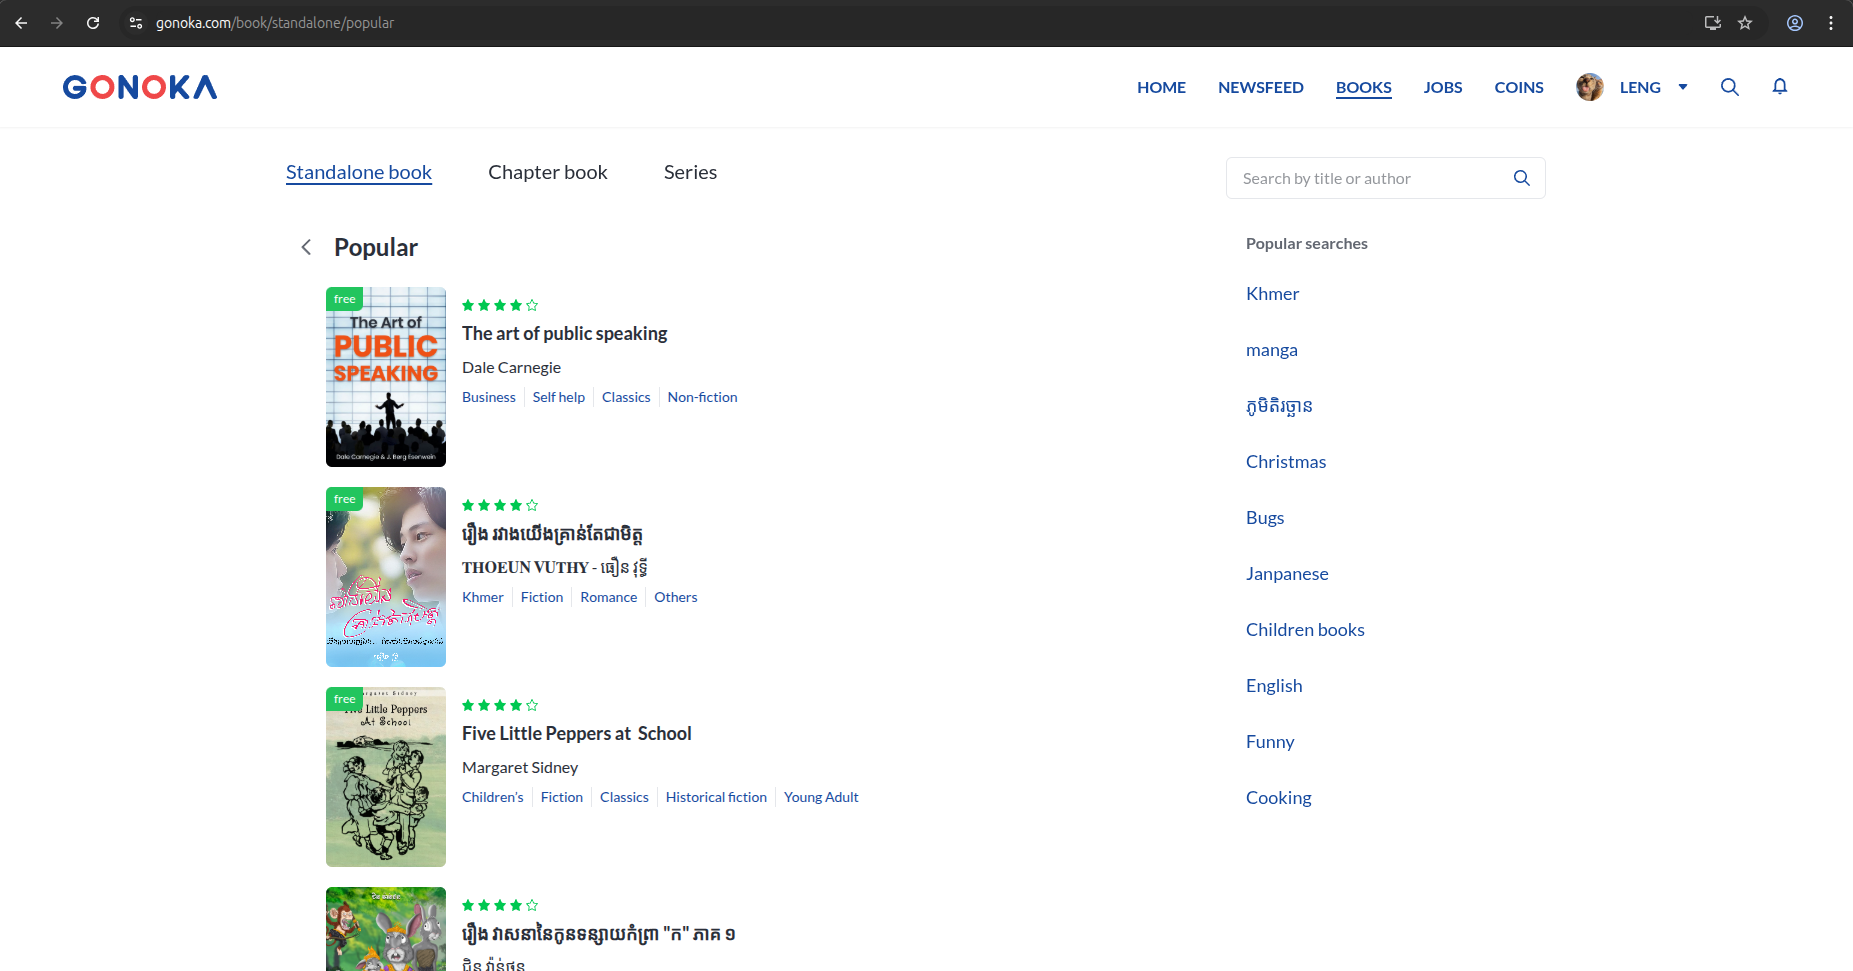 gonoka.com/book/standalone/popular
GONOKA
HOME NEWSFEED BOOKS JOBS COINS LENG
Standalone book Chapter book Series
Search by title or author
Popular
free
The Art of
PUBLIC
SPEAKING
Dale Carnegie & J. Berg Esenwein
The art of public speaking
Dale Carnegie
Business Self help Classics Non-fiction
free
រឿង រវាងយើងគ្រាន់តែជាមិត្ត
THOEUN VUTHY - ធឿន វុទ្ធី
Khmer Fiction Romance Others
free
Margaret Sidney
Five Little Peppers
At School
Five Little Peppers at  School
Margaret Sidney
Children's Fiction Classics Historical fiction Young Adult
រឿង វាសនានៃកូនទន្សាយកំព្រា "ក" ភាគ ១
Popular searches
Khmer
manga
ភូមិតិរច្ឆាន
Christmas
Bugs
Janpanese
Children books
English
Funny
Cooking